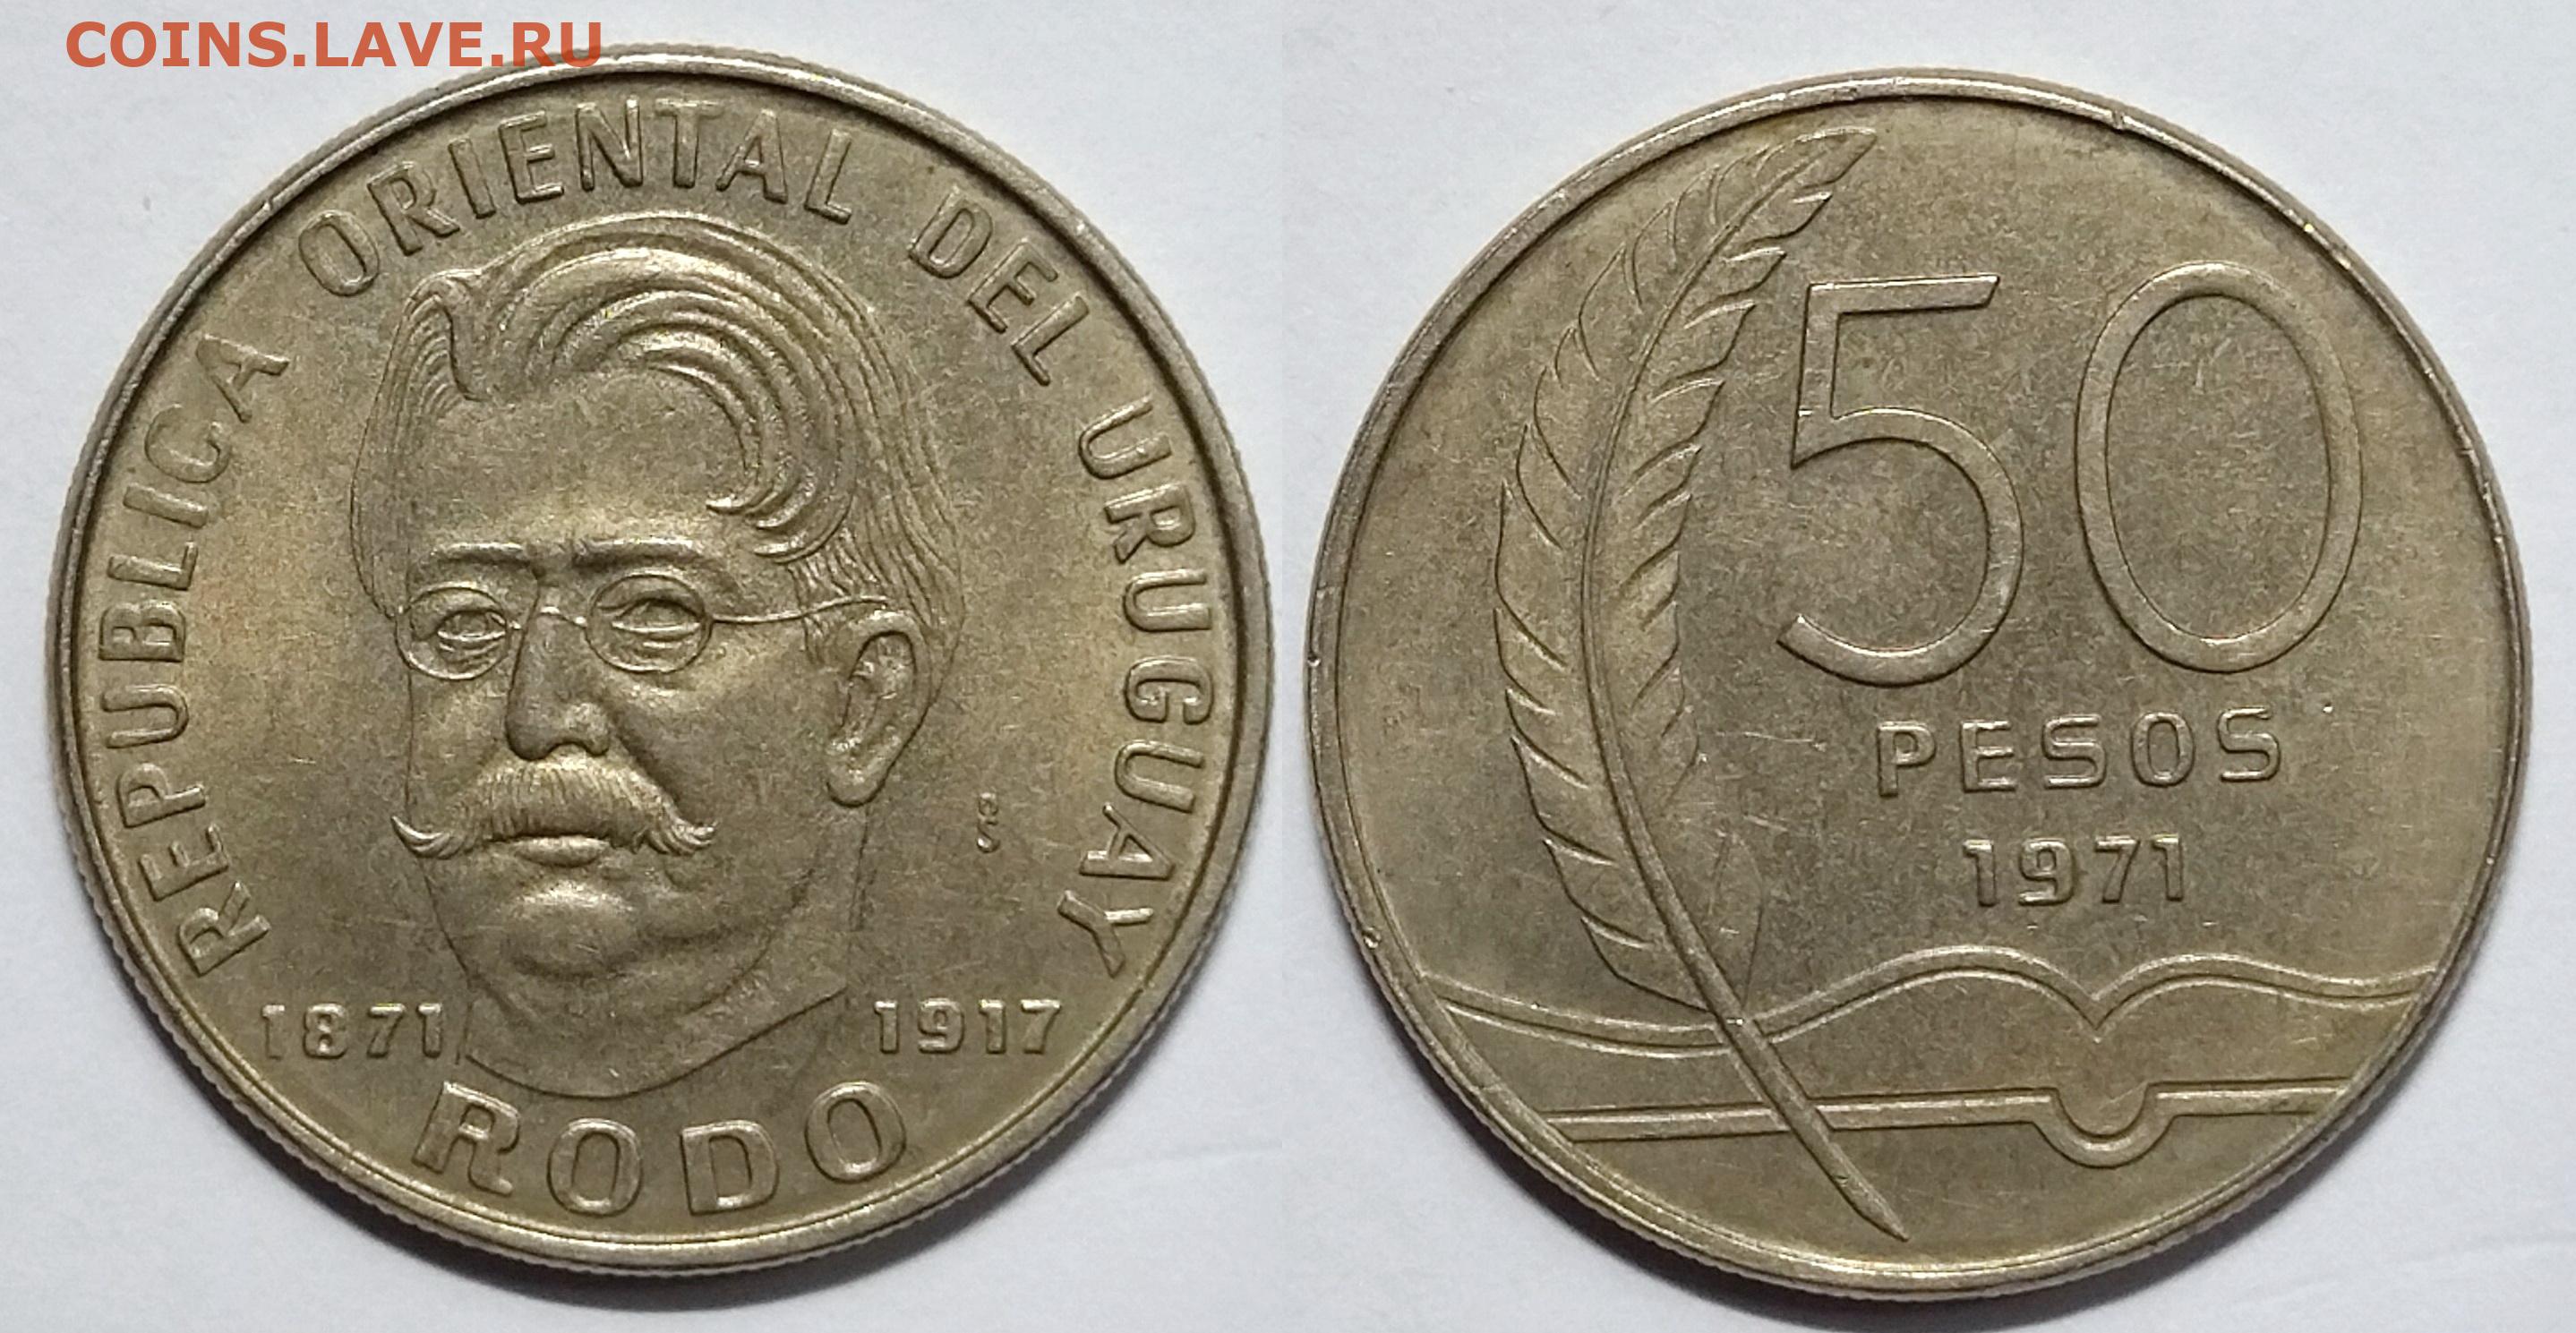 COINS.LAVE.RU
REPUBLICA ORIENTAL DEL URUGUAY
1871 1917
RODO
50
PESOS
1971